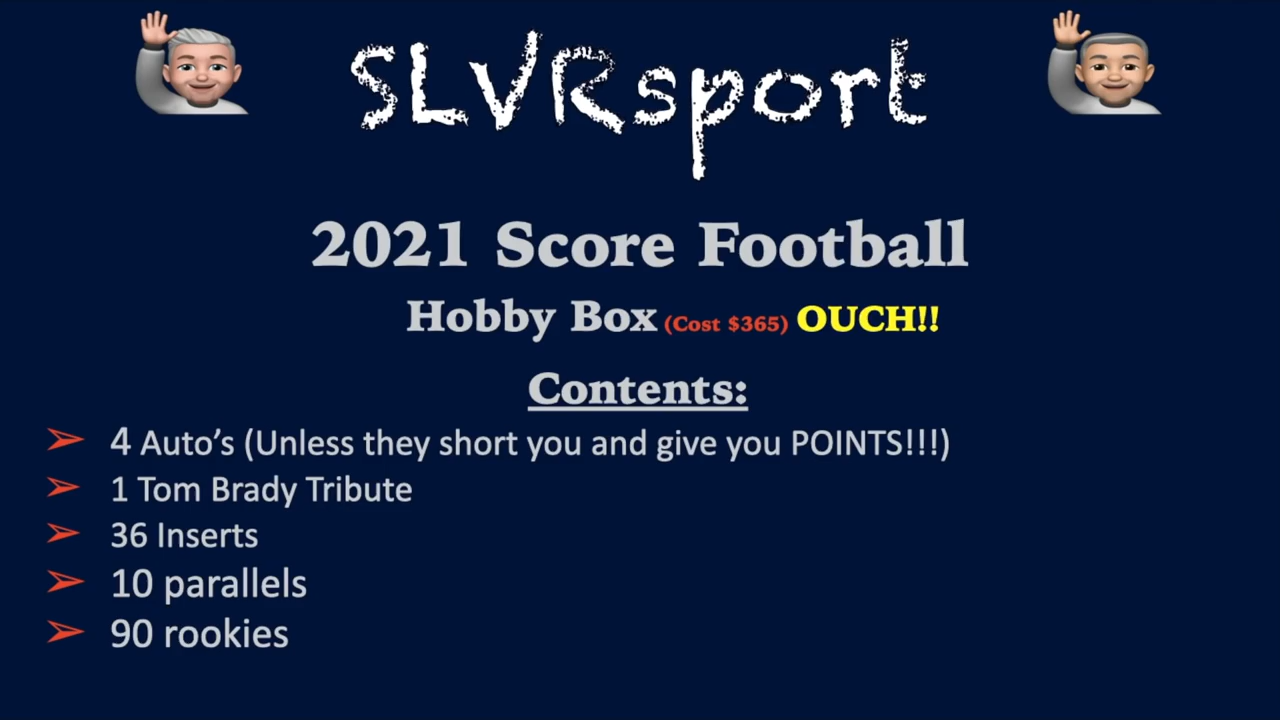 SLVRsport
2021 Score Football
Hobby Box (Cost $365) OUCH!!
Contents:
➢ 4 Auto’s (Unless they short you and give you POINTS!!!)
➢ 1 Tom Brady Tribute
➢ 36 Inserts
➢ 10 parallels
➢ 90 rookies